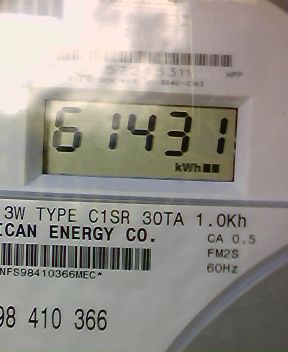 HPP
61431
kWh
3W TYPE C1SR 30TA 1.0Kh
ICAN ENERGY CO.
CA 0.5
FM2S
60Hz
NFS98410366MEC*
98 410 366